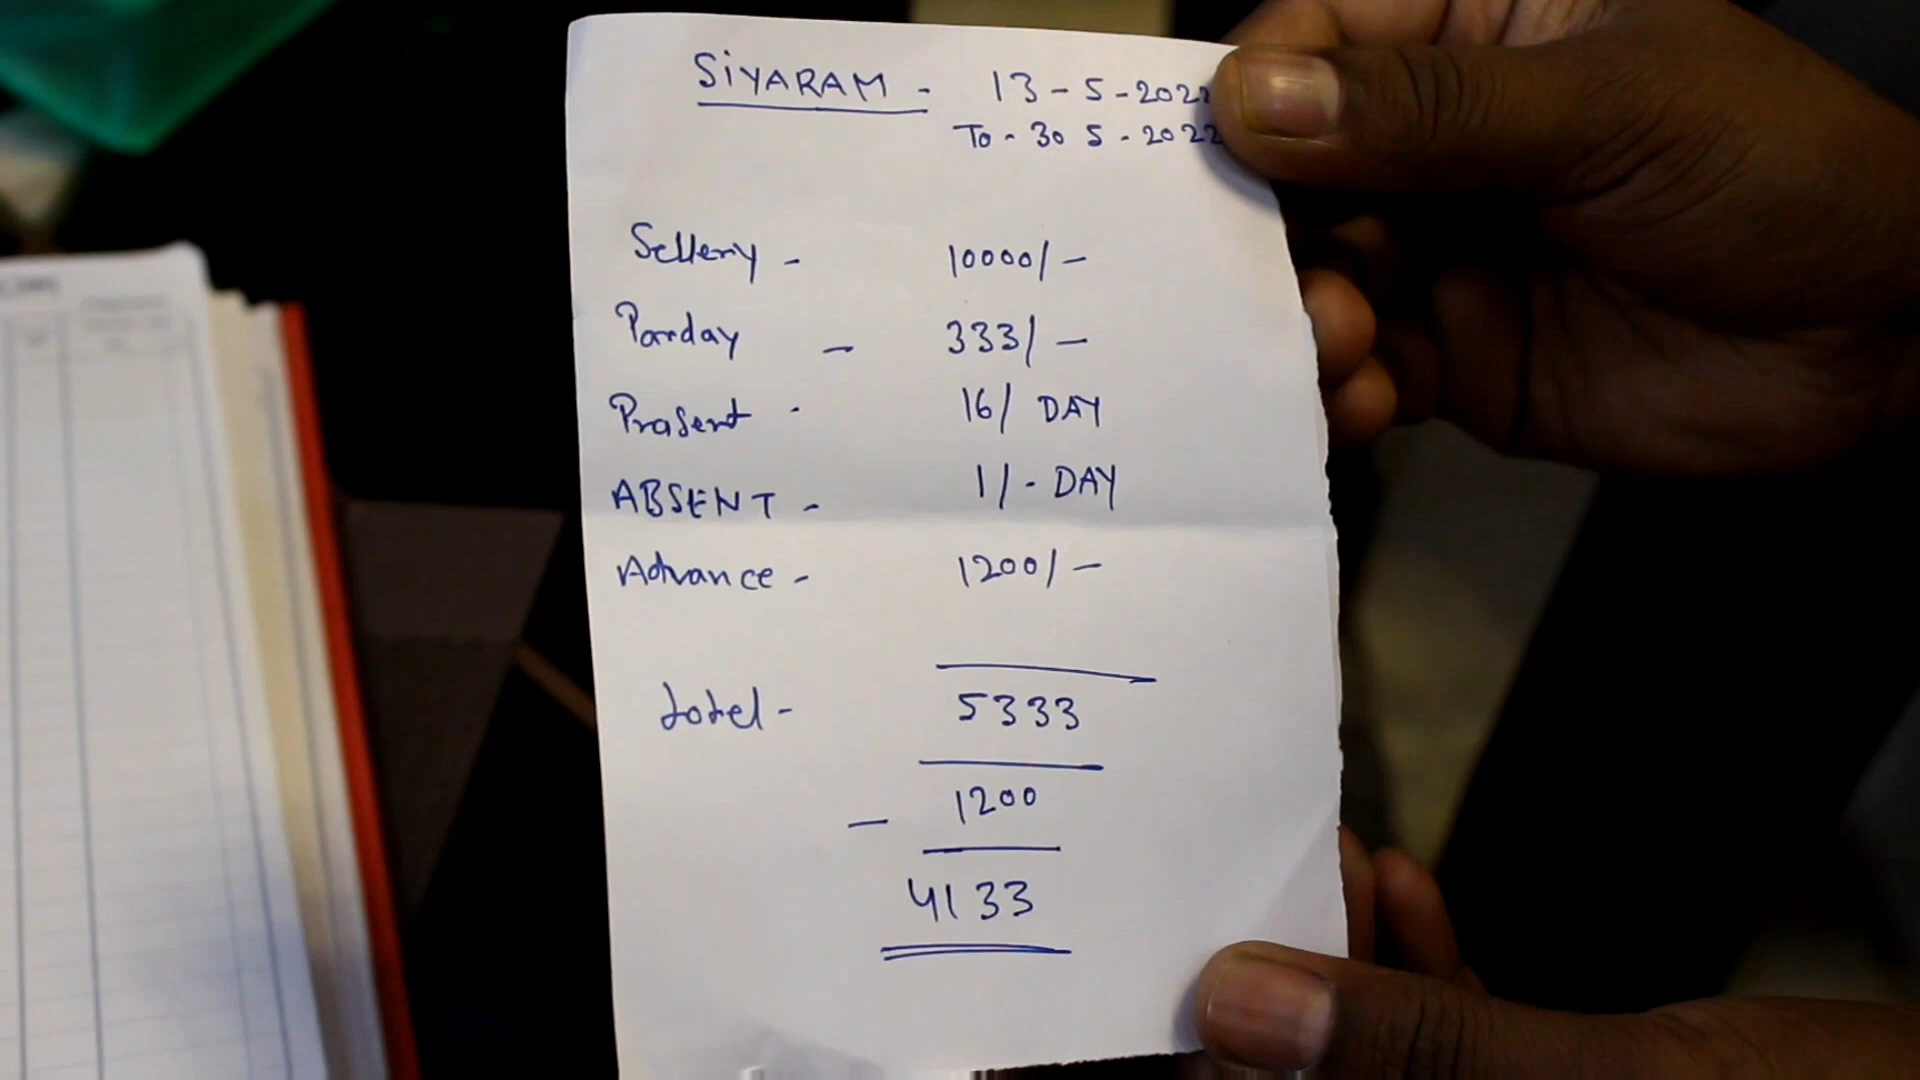 SiYARAM - 13-5-2022
To - 30 5 - 2022
Sellery - 10000/-
Parday - 333/-
Prasent - 16/ DAY
ABSENT - 1/- DAY
Advance - 1200/-
totel - 5333
- 1200
4133